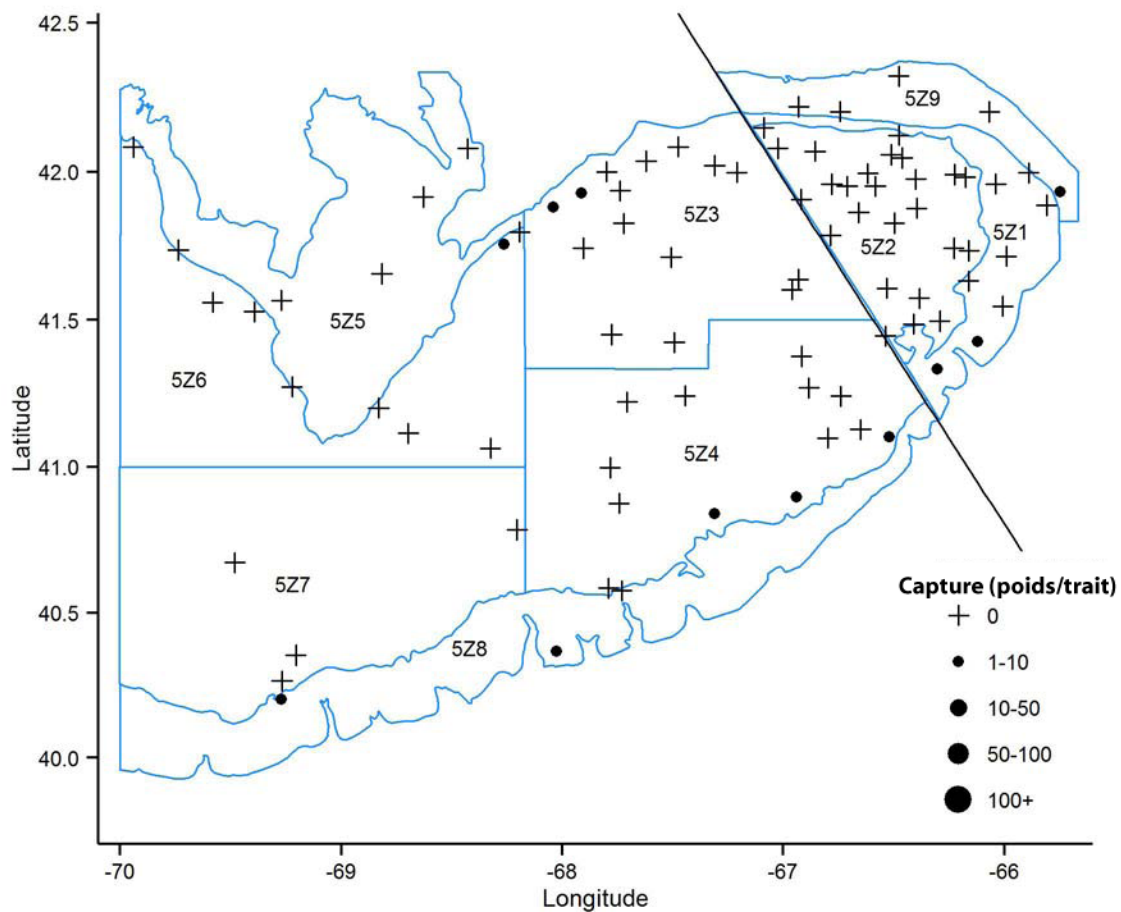 42.5
42.0
41.5
41.0
40.5
40.0
Latitude
5Z9
5Z3
5Z2
5Z1
5Z5
5Z6
5Z4
5Z7
5Z8
Capture (poids/trait)
0
1-10
10-50
50-100
100+
-70 -69 -68 -67 -66
Longitude